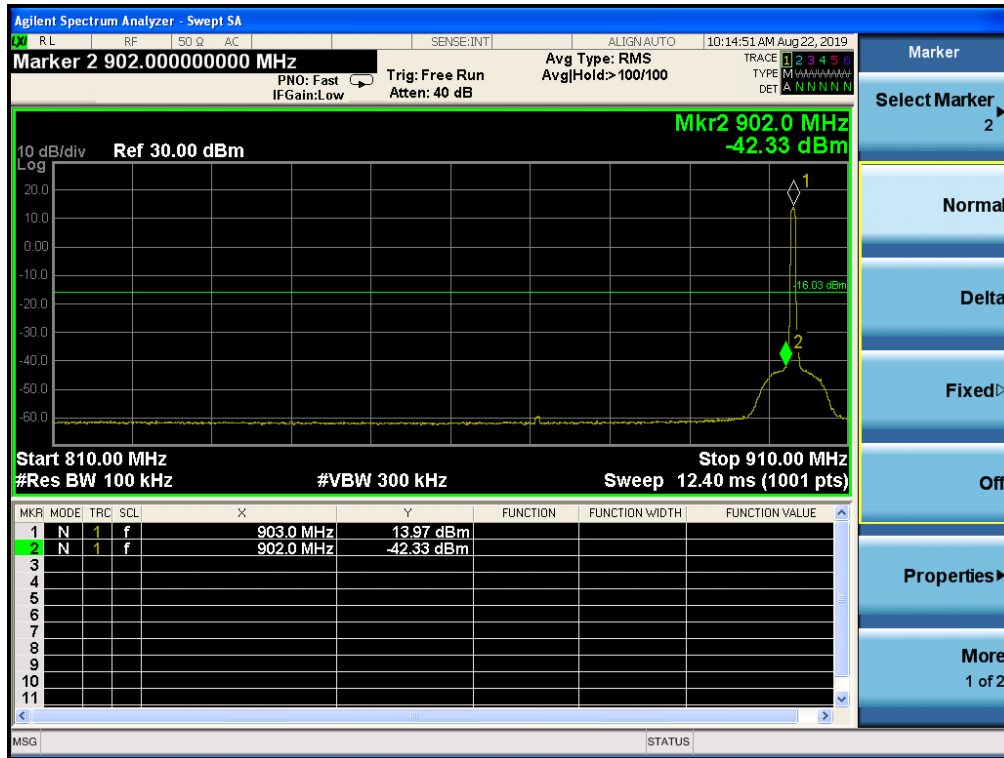 Agilent Spectrum Analyzer - Swept SA
LXI RL RF 50 Ω AC SENSE:INT ALIGN AUTO 10:14:51 AM Aug 22, 2019
Marker 2 902.000000000 MHz
PNO: Fast
IFGain:Low
Trig: Free Run
Atten: 40 dB
Avg Type: RMS
Avg|Hold:>100/100
TRACE 1 2 3 4 5 6
TYPE MWWWWW
DET A N N N N N
Mkr2 902.0 MHz
-42.33 dBm
10 dB/div Ref 30.00 dBm
Log
20.0
10.0
0.00
-10.0
-20.0
-30.0
-40.0
-50.0
-60.0
1
-16.03 dBm
2
Start 810.00 MHz Stop 910.00 MHz
#Res BW 100 kHz #VBW 300 kHz Sweep 12.40 ms (1001 pts)
MKR MODE TRC SCL X Y FUNCTION FUNCTION WIDTH FUNCTION VALUE
1 N 1 f 903.0 MHz 13.97 dBm
2 N 1 f 902.0 MHz -42.33 dBm
3
4
5
6
7
8
9
10
11
MSG STATUS
Marker
Select Marker
2
Normal
Delta
Fixed
Off
Properties
More
1 of 2